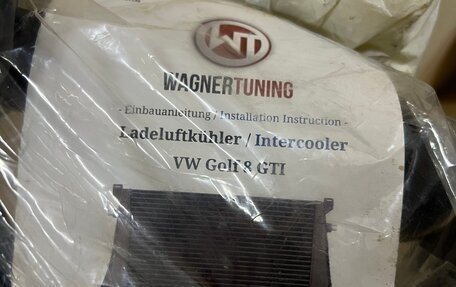 WT
WAGNERTUNING
- Einbauanleitung / Installation Instruction -
Ladeluftkühler / Intercooler
VW Golf 8 GTI